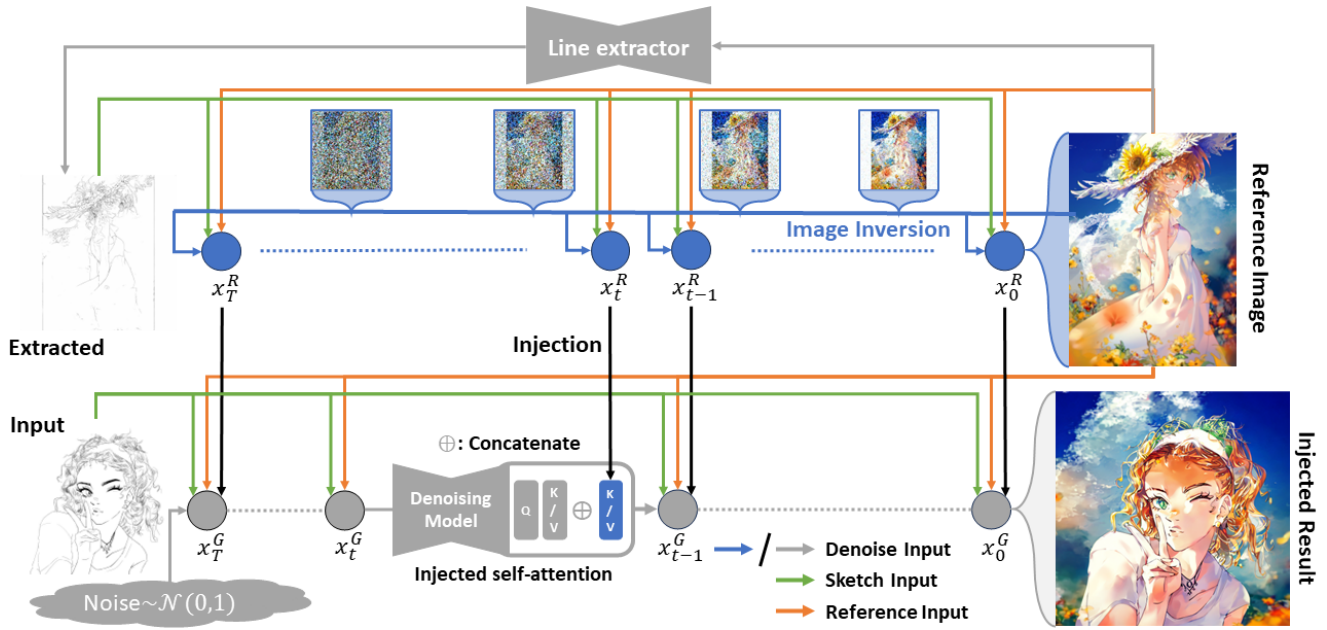 Line extractor
Image Inversion
Reference Image
x_T^R
x_t^R
x_{t-1}^R
x_0^R
Extracted
Injection
Input
⊕: Concatenate
Denoising
Model
Q
K/V
⊕
K/V
Injected self-attention
x_T^G
x_t^G
x_{t-1}^G
x_0^G
Injected Result
/
Denoise Input
Sketch Input
Reference Input
Noise~𝒩(0,1)